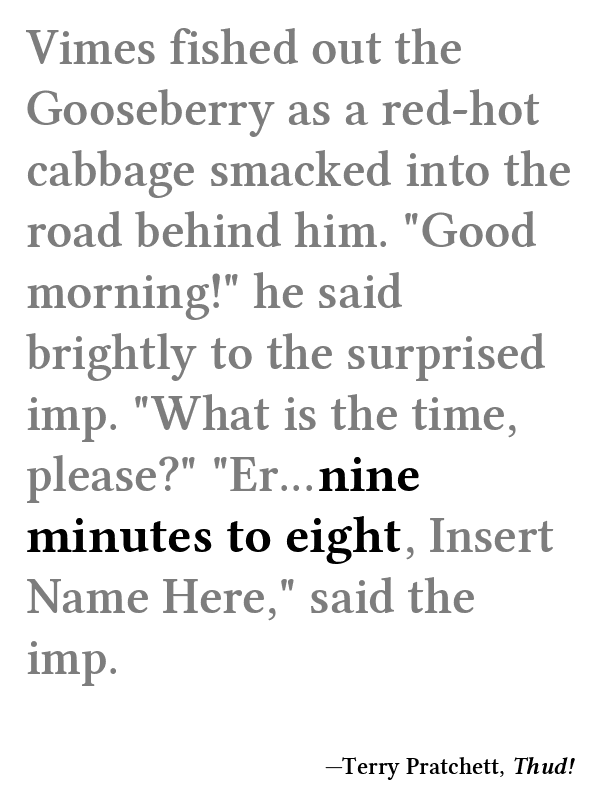 Vimes fished out the
Gooseberry as a red-hot
cabbage smacked into the
road behind him. "Good
morning!" he said
brightly to the surprised
imp. "What is the time,
please?" "Er...nine
minutes to eight, Insert
Name Here," said the
imp.
—Terry Pratchett, Thud!